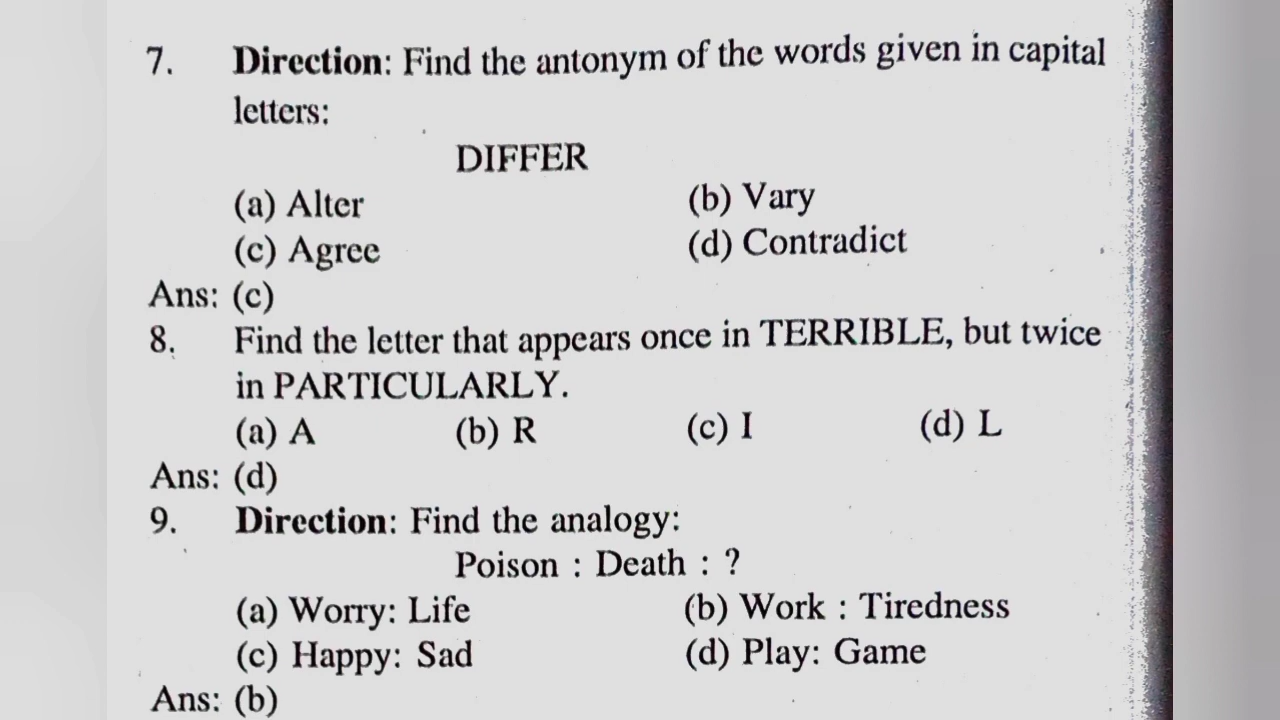 7. Direction: Find the antonym of the words given in capital
letters:
DIFFER
(a) Alter (b) Vary
(c) Agree (d) Contradict
Ans: (c)
8. Find the letter that appears once in TERRIBLE, but twice
in PARTICULARLY.
(a) A (b) R (c) I (d) L
Ans: (d)
9. Direction: Find the analogy:
Poison : Death : ?
(a) Worry: Life (b) Work : Tiredness
(c) Happy: Sad (d) Play: Game
Ans: (b)